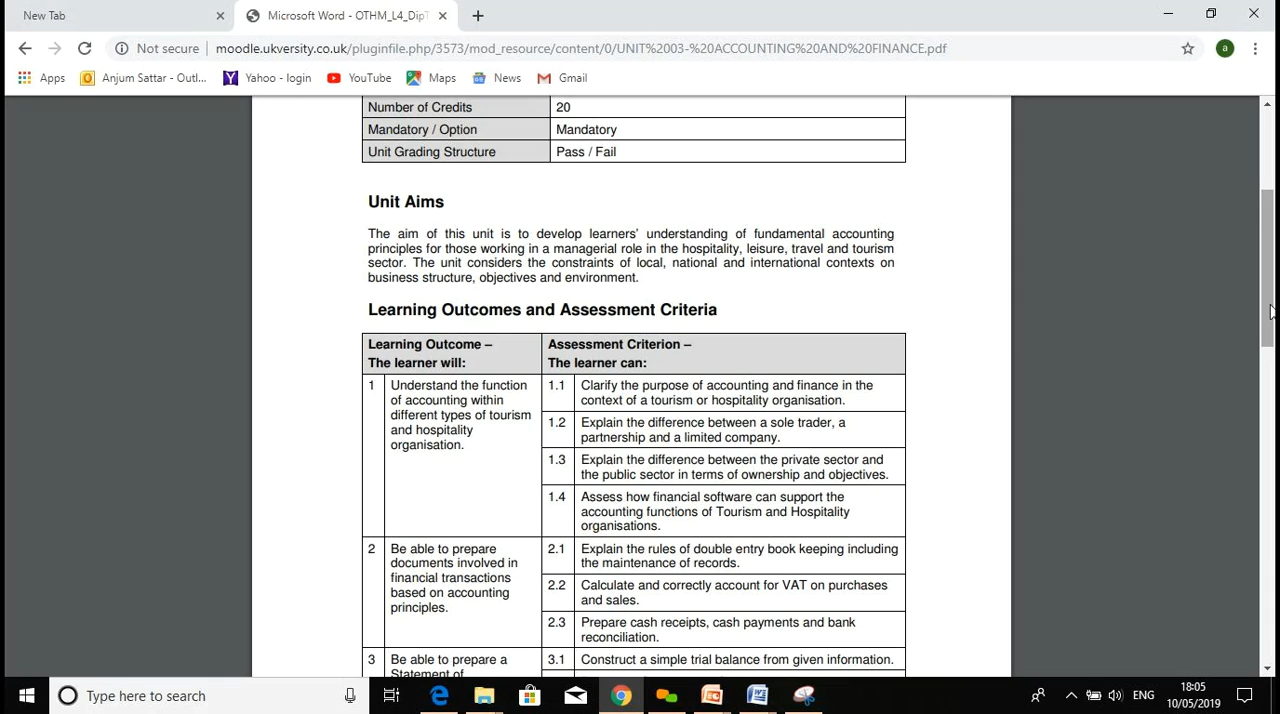 New Tab
Microsoft Word - OTHM_L4_DipT
Not secure
moodle.ukversity.co.uk/pluginfile.php/3573/mod_resource/content/0/UNIT%2003-%20ACCOUNTING%20AND%20FINANCE.pdf
a
Apps
Anjum Sattar - Outl...
Yahoo - login
YouTube
Maps
News
Gmail
Number of Credits 20
Mandatory / Option Mandatory
Unit Grading Structure Pass / Fail
Unit Aims
The aim of this unit is to develop learners' understanding of fundamental accounting
principles for those working in a managerial role in the hospitality, leisure, travel and tourism
sector. The unit considers the constraints of local, national and international contexts on
business structure, objectives and environment.
Learning Outcomes and Assessment Criteria
Learning Outcome –
The learner will:
Assessment Criterion –
The learner can:
1 Understand the function
of accounting within
different types of tourism
and hospitality
organisation.
1.1 Clarify the purpose of accounting and finance in the
context of a tourism or hospitality organisation.
1.2 Explain the difference between a sole trader, a
partnership and a limited company.
1.3 Explain the difference between the private sector and
the public sector in terms of ownership and objectives.
1.4 Assess how financial software can support the
accounting functions of Tourism and Hospitality
organisations.
2 Be able to prepare
documents involved in
financial transactions
based on accounting
principles.
2.1 Explain the rules of double entry book keeping including
the maintenance of records.
2.2 Calculate and correctly account for VAT on purchases
and sales.
2.3 Prepare cash receipts, cash payments and bank
reconciliation.
3 Be able to prepare a
Statement of
3.1 Construct a simple trial balance from given information.
Type here to search
ENG
18:05
10/05/2019